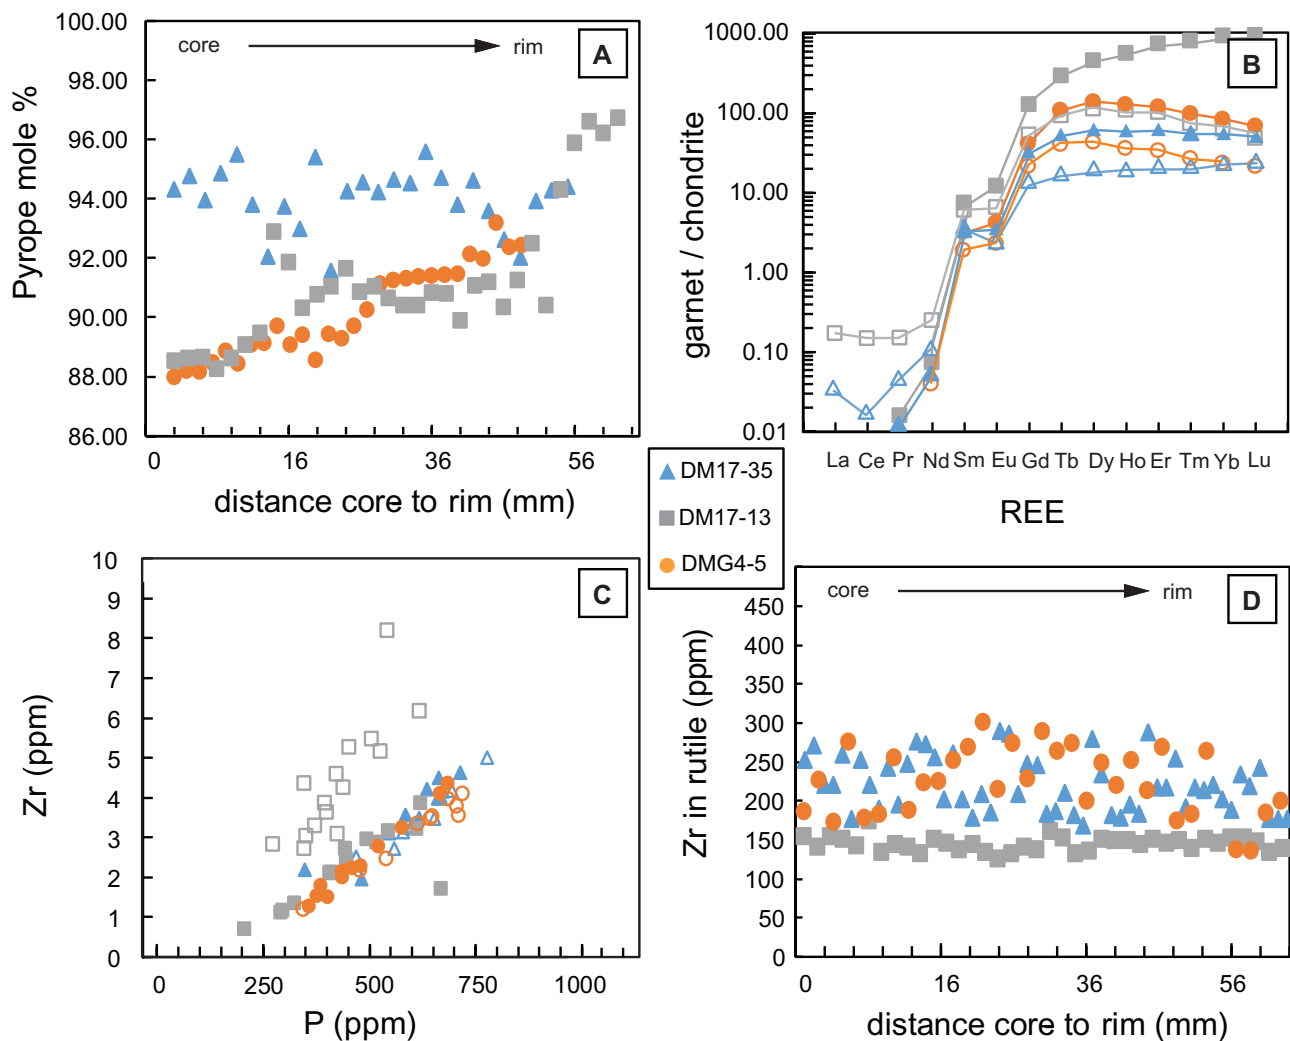 A
core
rim
Pyrope mole %
100.00
98.00
96.00
94.00
92.00
90.00
88.00
86.00
0 16 36 56
distance core to rim (mm)
B
garnet / chondrite
1000.00
100.00
10.00
1.00
0.10
0.01
La Ce Pr Nd Sm Eu Gd Tb Dy Ho Er Tm Yb Lu
REE
DM17-35
DM17-13
DMG4-5
C
Zr (ppm)
10
9
8
7
6
5
4
3
2
1
0
0 250 500 750 1000
P (ppm)
D
core
rim
Zr in rutile (ppm)
450
400
350
300
250
200
150
100
50
0
0 16 36 56
distance core to rim (mm)